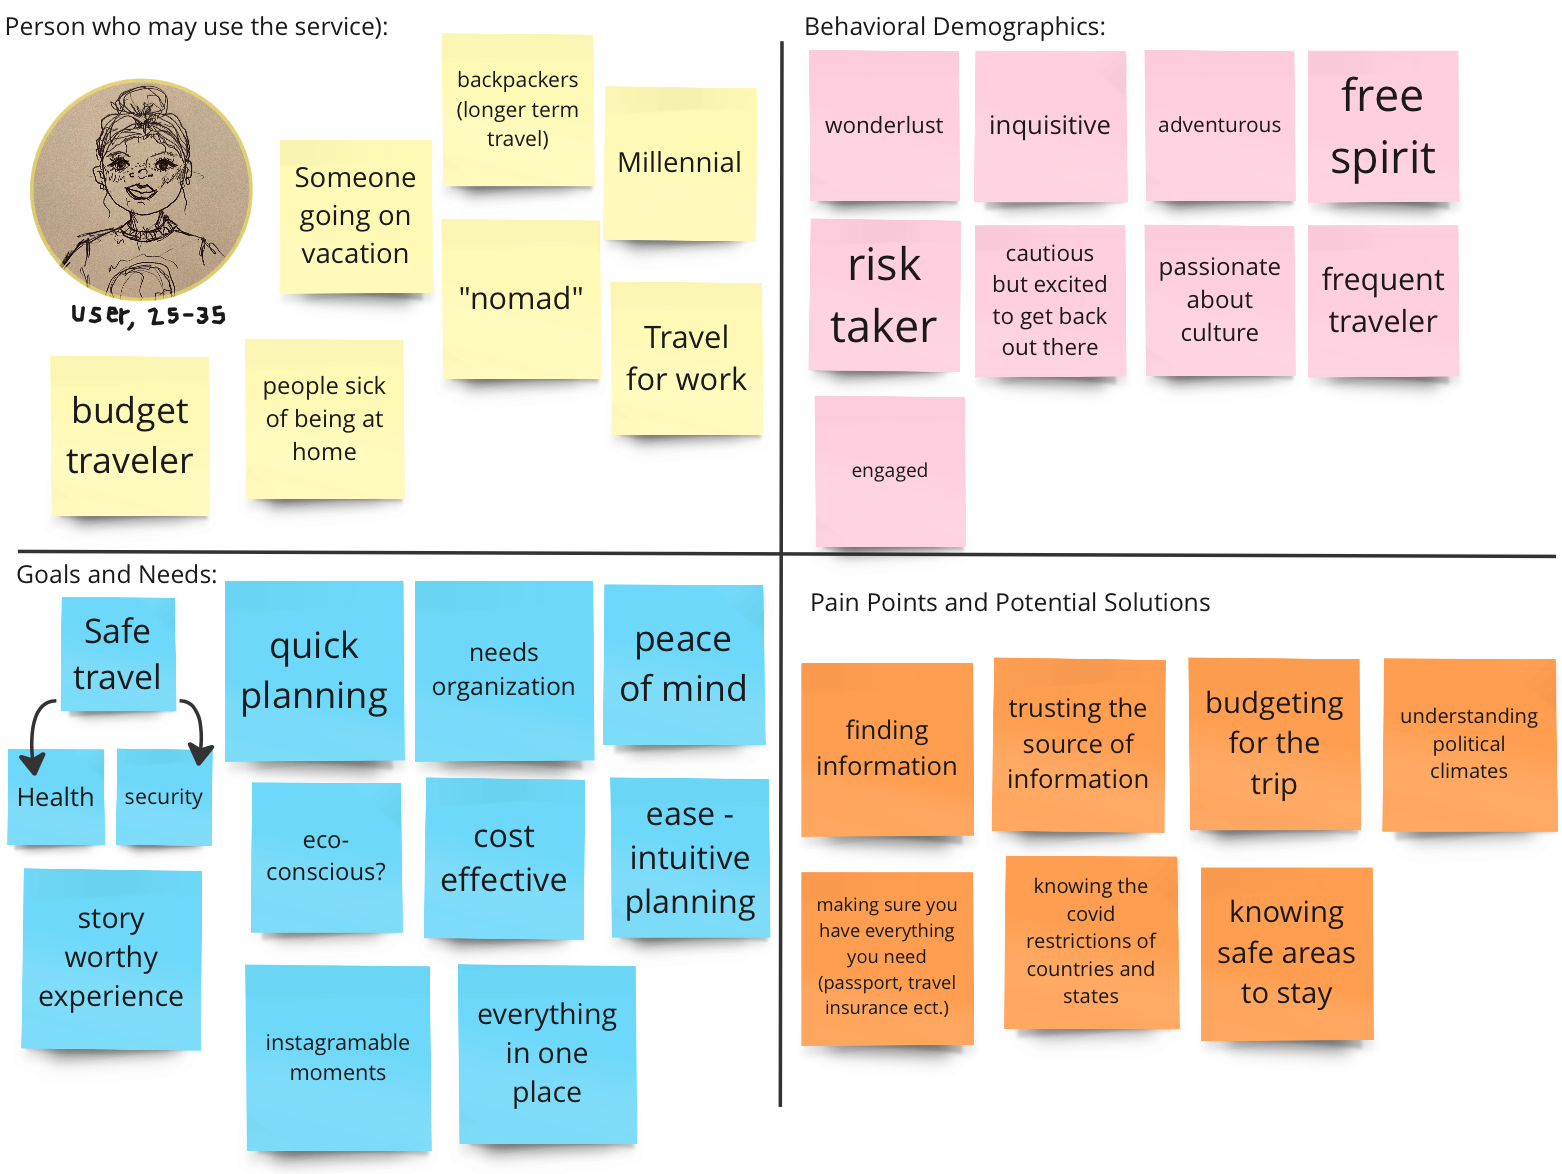 Person who may use the service):
backpackers
(longer term
travel)
Millennial
Someone
going on
vacation
"nomad"
Travel
for work
user, 25-35
budget
traveler
people sick
of being at
home
Behavioral Demographics:
wonderlust
inquisitive
adventurous
free
spirit
risk
taker
cautious
but excited
to get back
out there
passionate
about
culture
frequent
traveler
engaged
Goals and Needs:
Safe
travel
Health
security
quick
planning
needs
organization
peace
of mind
eco-
conscious?
cost
effective
ease -
intuitive
planning
story
worthy
experience
instagramable
moments
everything
in one
place
Pain Points and Potential Solutions
finding
information
trusting the
source of
information
budgeting
for the
trip
understanding
political
climates
making sure you
have everything
you need
(passport, travel
insurance ect.)
knowing the
covid
restrictions of
countries and
states
knowing
safe areas
to stay